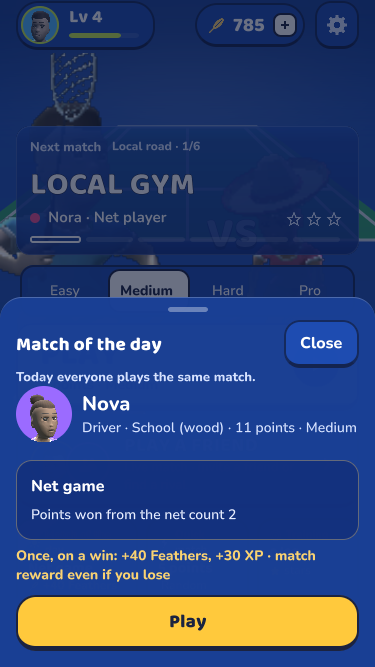 Lv 4
785
+
Next match Local road · 1/6
LOCAL GYM
Nora · Net player
VS
Easy Medium Hard Pro
Match of the day
Close
Today everyone plays the same match.
Nova
Driver · School (wood) · 11 points · Medium
Net game
Points won from the net count 2
Once, on a win: +40 Feathers, +30 XP · match
reward even if you lose
Play